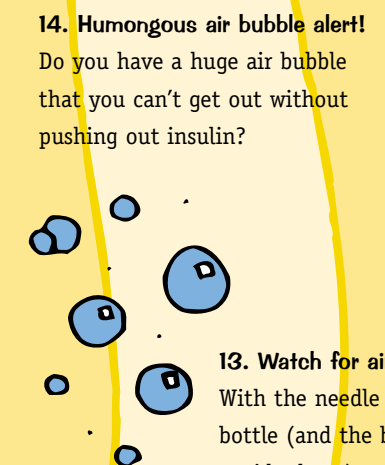 14. Humongous air bubble alert!
Do you have a huge air bubble
that you can't get out without
pushing out insulin?
13. Watch for ai
With the needle
bottle (and the b